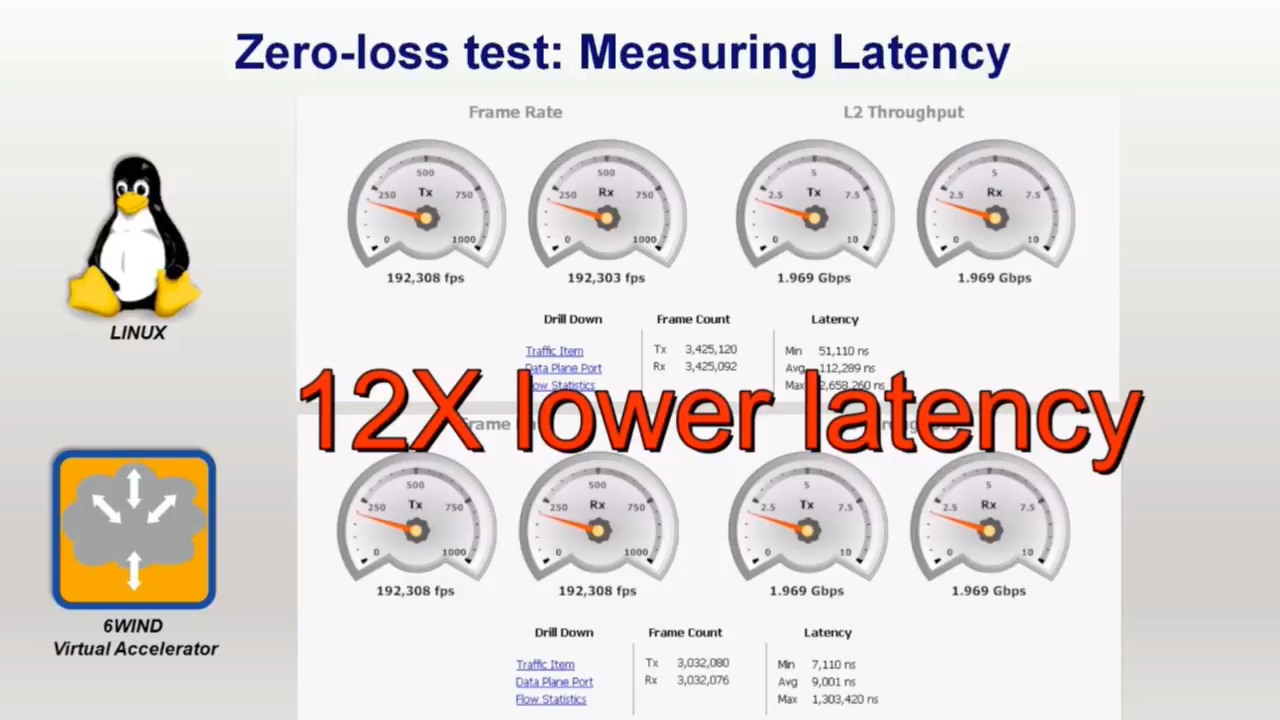 Zero-loss test: Measuring Latency
Frame Rate
L2 Throughput
500
250 Tx 750
0 1000
192,308 fps
500
250 Rx 750
0 1000
192,303 fps
5
2.5 Tx 7.5
0 10
1.969 Gbps
5
2.5 Rx 7.5
0 10
1.969 Gbps
LINUX
Drill Down
Traffic Item
Data Plane Port
Flow Statistics
Frame Count
Tx 3,425,120
Rx 3,425,092
Latency
Min 51,110 ns
Avg 112,289 ns
Max 2,658,260 ns
12X lower latency
500
250 Tx 750
0 1000
192,308 fps
500
250 Rx 750
0 1000
192,308 fps
5
2.5 Tx 7.5
0 10
1.969 Gbps
5
2.5 Rx 7.5
0 10
1.969 Gbps
6WIND
Virtual Accelerator
Drill Down
Traffic Item
Data Plane Port
Flow Statistics
Frame Count
Tx 3,032,080
Rx 3,032,076
Latency
Min 7,110 ns
Avg 9,001 ns
Max 1,303,420 ns